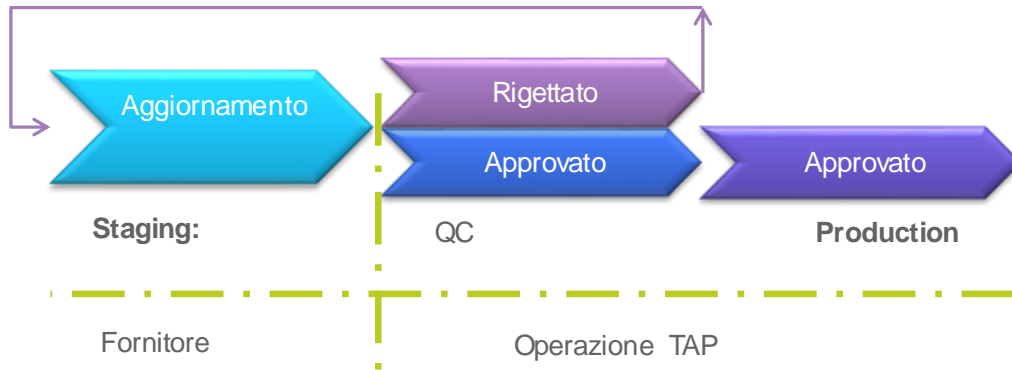 Aggiornamento
Rigettato
Approvato
Approvato
Staging:
QC
Production
Fornitore
Operazione TAP